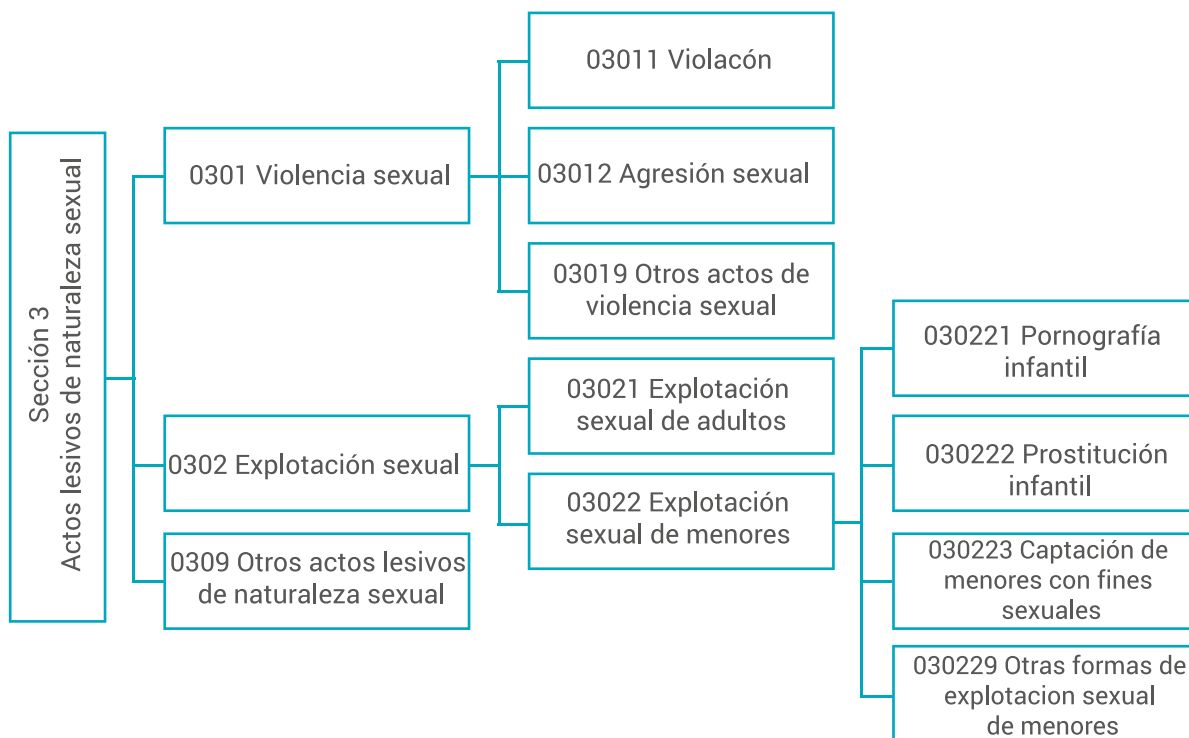 Sección 3
Actos lesivos de naturaleza sexual
0301 Violencia sexual
03011 Violacón
03012 Agresión sexual
03019 Otros actos de
violencia sexual
0302 Explotación sexual
03021 Explotación
sexual de adultos
03022 Explotación
sexual de menores
030221 Pornografía
infantil
030222 Prostitución
infantil
030223 Captación de
menores con fines
sexuales
030229 Otras formas de
explotacion sexual
de menores
0309 Otros actos lesivos
de naturaleza sexual